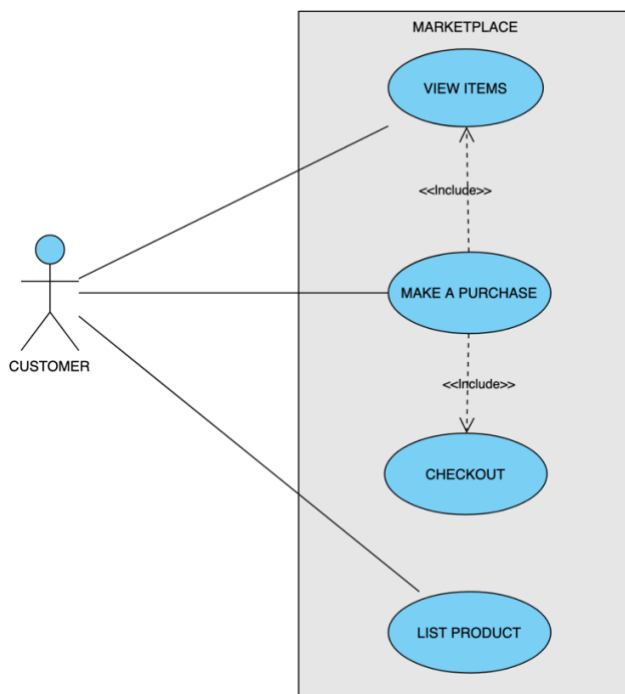 MARKETPLACE
VIEW ITEMS
<<Include>>
MAKE A PURCHASE
CUSTOMER
<<Include>>
CHECKOUT
LIST PRODUCT